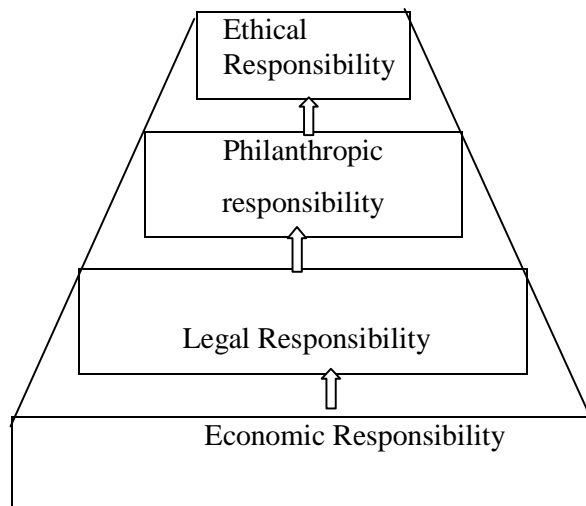 Ethical
Responsibility
Philanthropic
responsibility
Legal Responsibility
Economic Responsibility